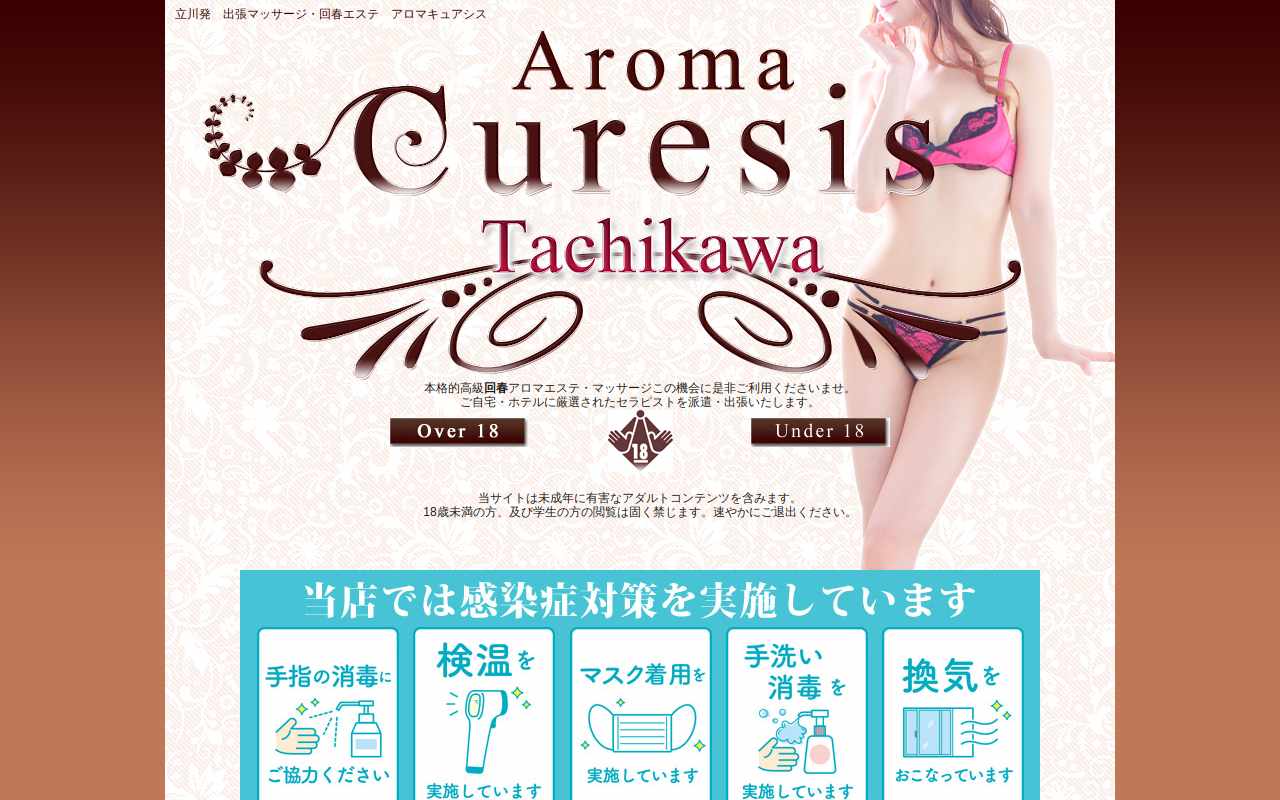 立川発　出張マッサージ・回春エステ　アロマキュアシス
Aroma
Curesis
Tachikawa
本格的高級回春アロマエステ・マッサージこの機会に是非ご利用くださいませ。
ご自宅・ホテルに厳選されたセラピストを派遣・出張いたします。
Over 18
18
Under 18
当サイトは未成年に有害なアダルトコンテンツを含みます。
18歳未満の方、及び学生の方の閲覧は固く禁じます。速やかにご退出ください。
当店では感染症対策を実施しています
手指の消毒に
ご協力ください
検温を
実施しています
マスク着用を
実施しています
手洗い
消毒を
実施しています
換気を
おこなっています